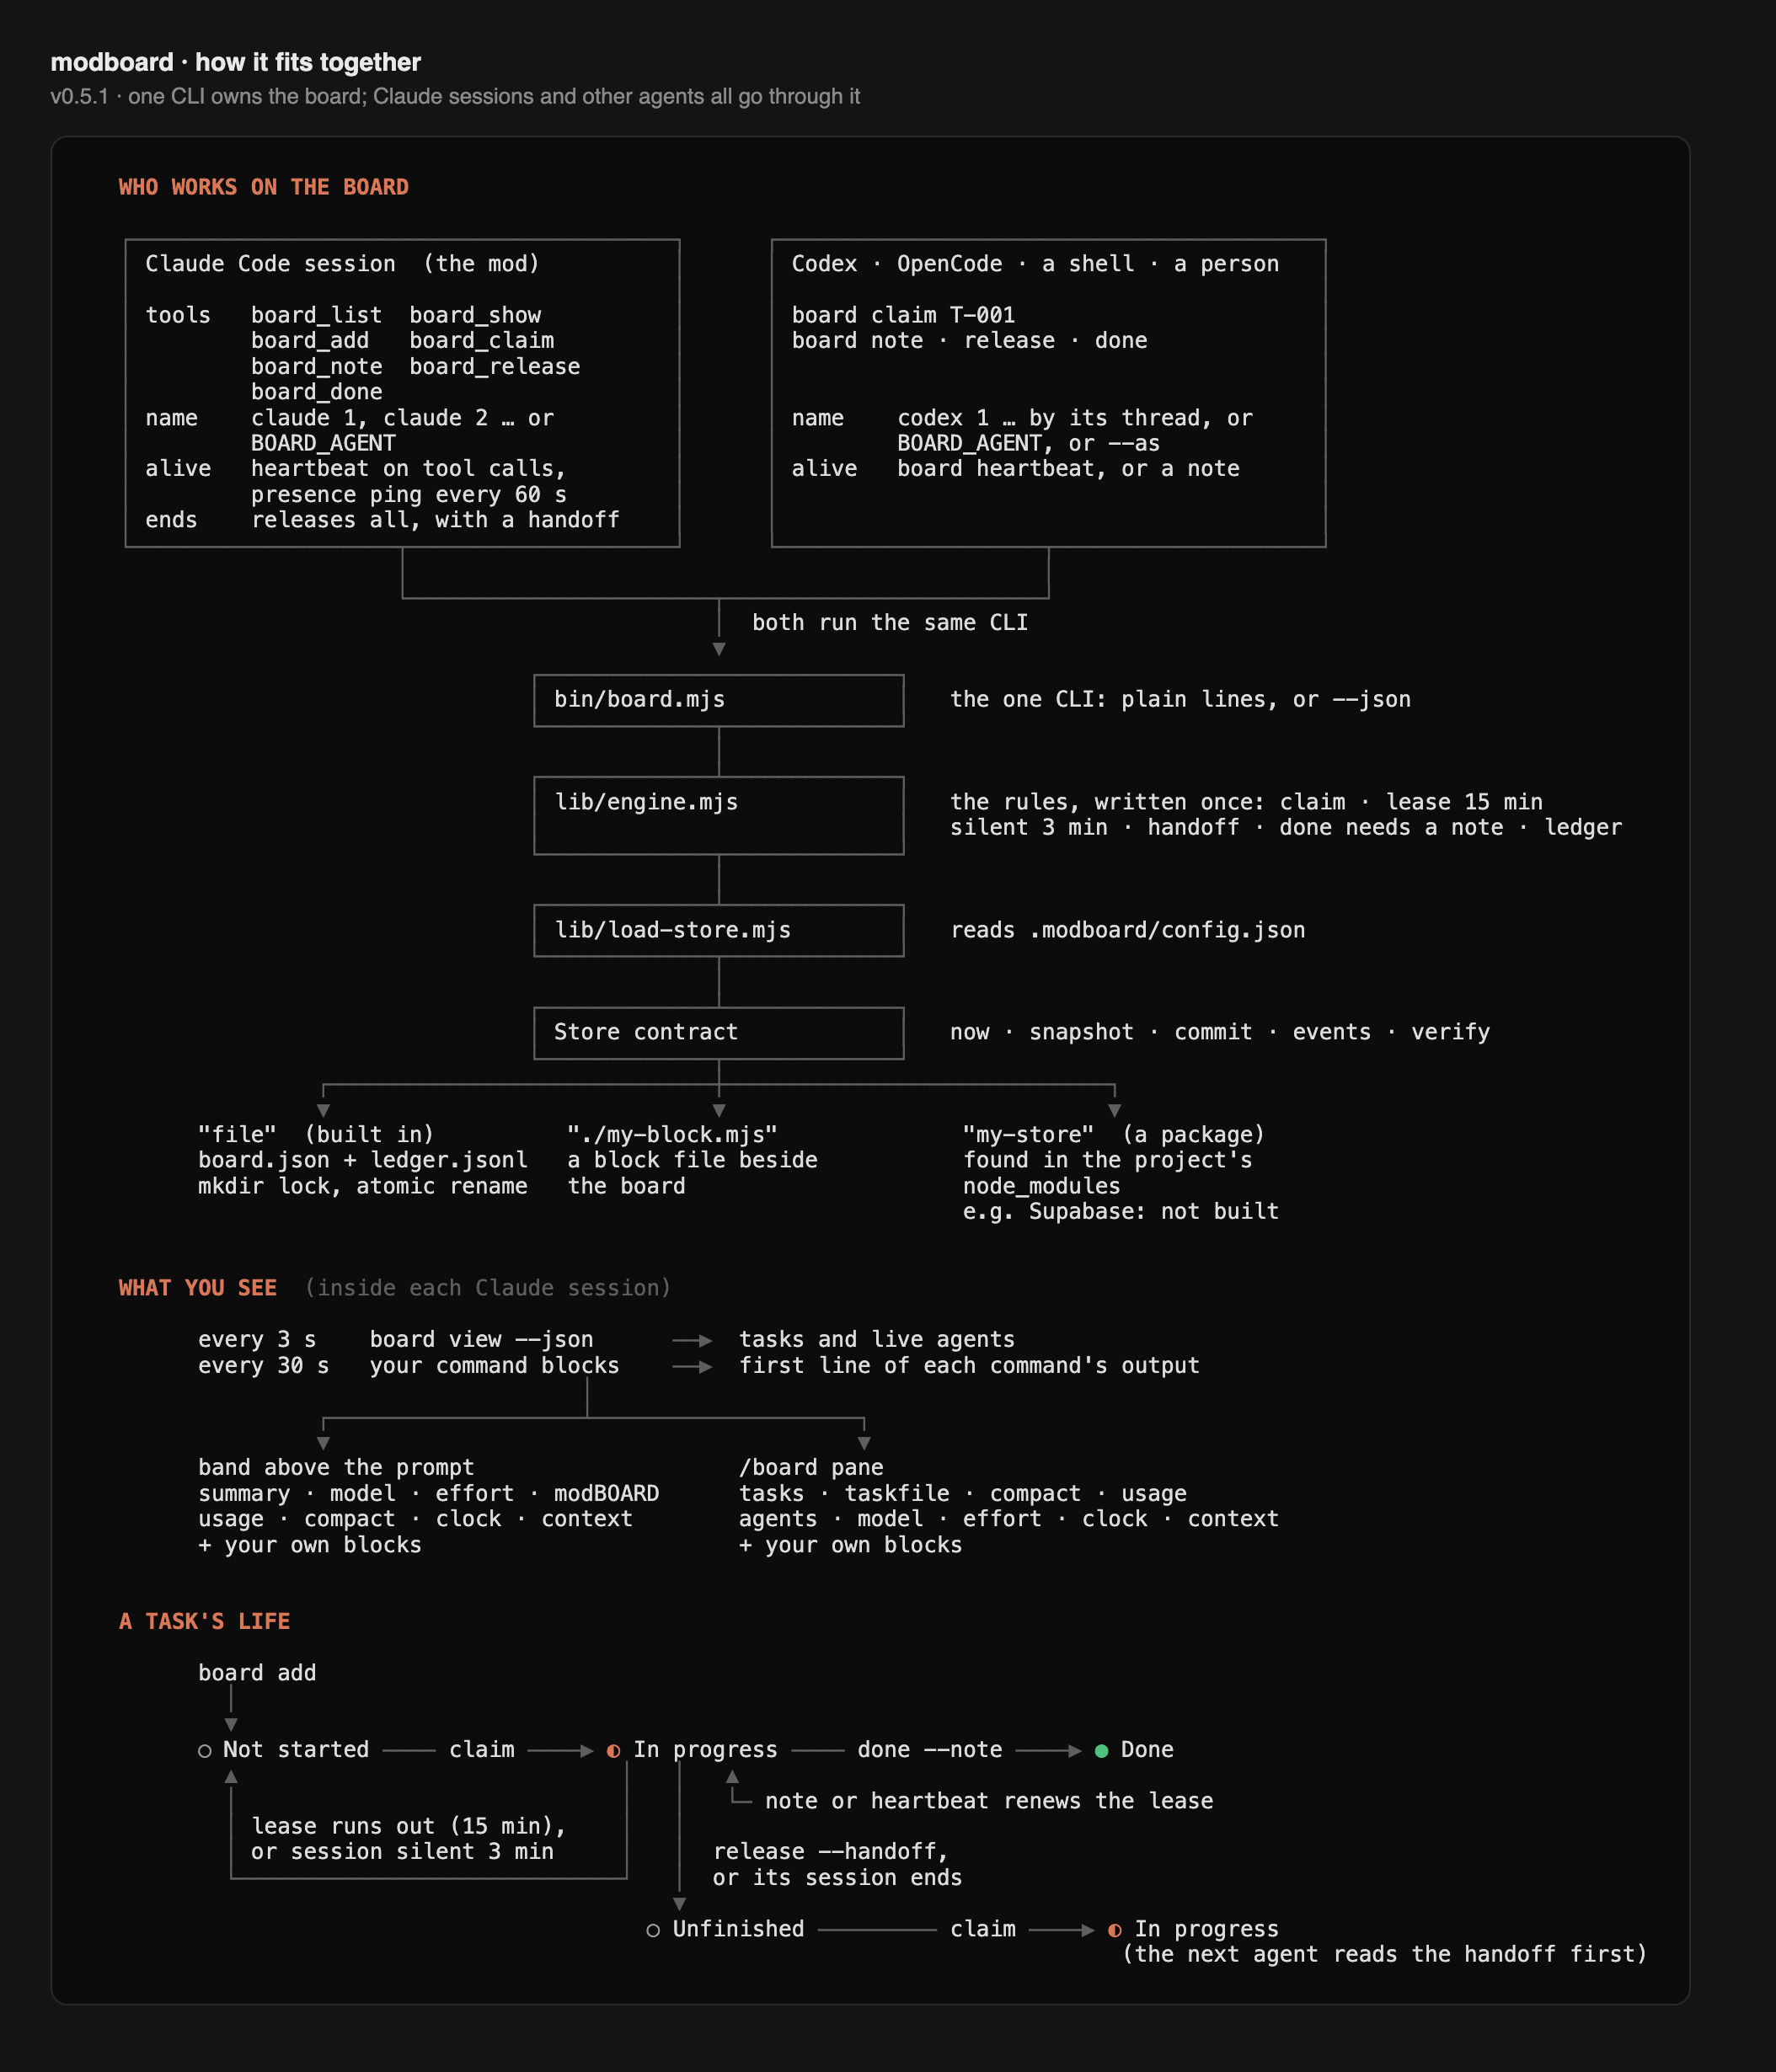 modboard · how it fits together
v0.5.1 · one CLI owns the board; Claude sessions and other agents all go through it
WHO WORKS ON THE BOARD
Claude Code session (the mod)
tools board_list board_show
board_add board_claim
board_note board_release
board_done
name claude 1, claude 2 … or
BOARD_AGENT
alive heartbeat on tool calls,
presence ping every 60 s
ends releases all, with a handoff
Codex · OpenCode · a shell · a person
board claim T-001
board note · release · done
name codex 1 … by its thread, or
BOARD_AGENT, or --as
alive board heartbeat, or a note
both run the same CLI
bin/board.mjs the one CLI: plain lines, or --json
lib/engine.mjs the rules, written once: claim · lease 15 min
silent 3 min · handoff · done needs a note · ledger
lib/load-store.mjs reads .modboard/config.json
Store contract now · snapshot · commit · events · verify
"file" (built in)
board.json + ledger.jsonl
mkdir lock, atomic rename
"./my-block.mjs"
a block file beside
the board
"my-store" (a package)
found in the project's
node_modules
e.g. Supabase: not built
WHAT YOU SEE (inside each Claude session)
every 3 s board view --json → tasks and live agents
every 30 s your command blocks → first line of each command's output
band above the prompt
summary · model · effort · modBOARD
usage · compact · clock · context
+ your own blocks
/board pane
tasks · taskfile · compact · usage
agents · model · effort · clock · context
+ your own blocks
A TASK'S LIFE
board add
○ Not started — claim → ◐ In progress — done --note → ● Done
note or heartbeat renews the lease
lease runs out (15 min),
or session silent 3 min
release --handoff,
or its session ends
○ Unfinished — claim → ◐ In progress
(the next agent reads the handoff first)